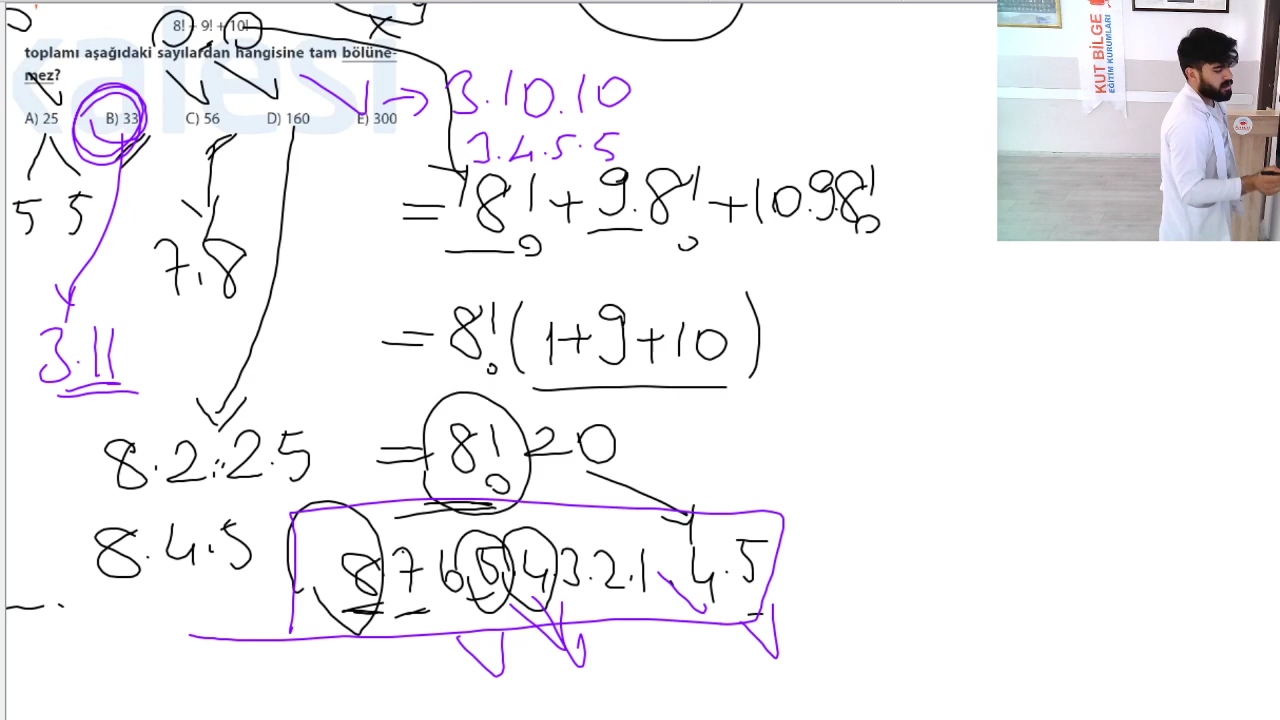 8! + 9! + 10!
toplamı aşağıdaki sayılardan hangisine tam bölüne-
mez?
A) 25 B) 33 C) 56 D) 160 E) 300
3.10.10
3.4.5.5
= 8! + 9.8! + 10.9.8!
5 5
7.8
= 8! (1+9+10)
3.11
8.2.2.5
= 8! 20
8.4.5
8 7 6 5 4 3.2.1 4.5
KUT BİLGE
EĞİTİM KURUMLARI